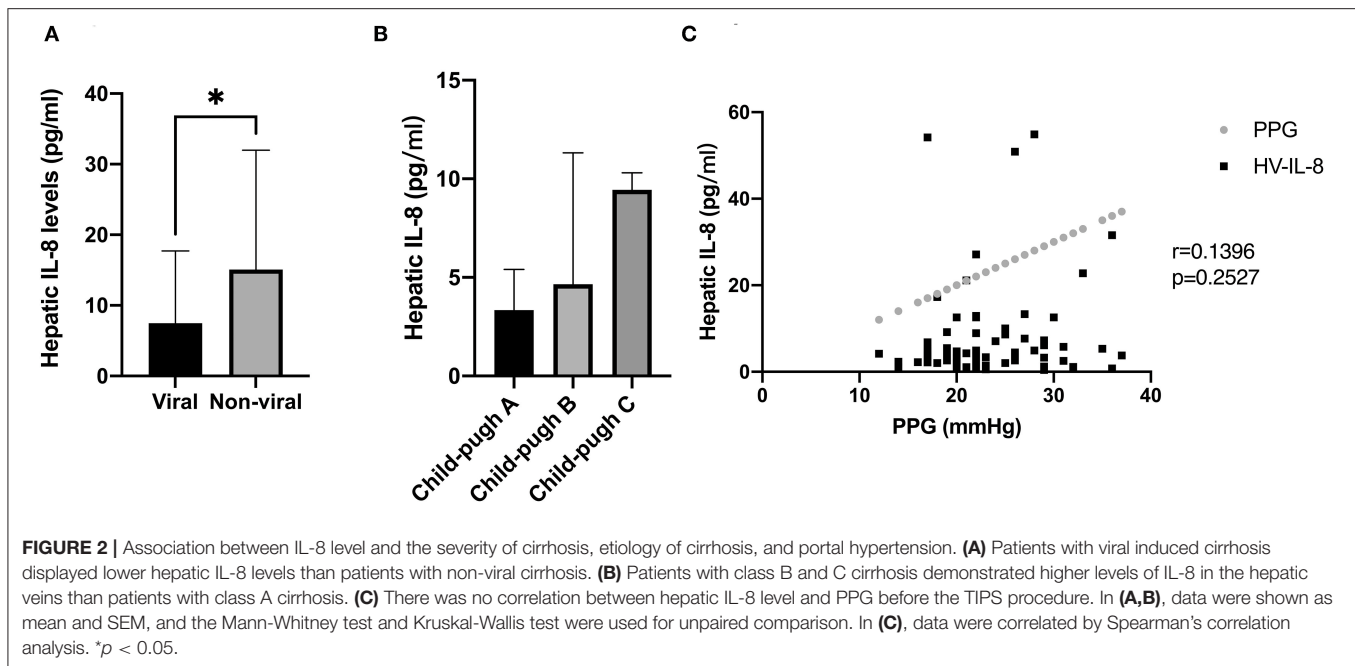 A
B
C
Hepatic IL-8 levels (pg/ml)
40
30
20
10
0
*
Viral Non-viral
Hepatic IL-8 (pg/ml)
15
10
5
0
Child-pugh A
Child-pugh B
Child-pugh C
Hepatic IL-8 (pg/ml)
60
40
20
0
0 10 20 30 40
PPG (mmHg)
PPG
HV-IL-8
r=0.1396
p=0.2527
FIGURE 2 | Association between IL-8 level and the severity of cirrhosis, etiology of cirrhosis, and portal hypertension. (A) Patients with viral induced cirrhosis
displayed lower hepatic IL-8 levels than patients with non-viral cirrhosis. (B) Patients with class B and C cirrhosis demonstrated higher levels of IL-8 in the hepatic
veins than patients with class A cirrhosis. (C) There was no correlation between hepatic IL-8 level and PPG before the TIPS procedure. In (A,B), data were shown as
mean and SEM, and the Mann-Whitney test and Kruskal-Wallis test were used for unpaired comparison. In (C), data were correlated by Spearman's correlation
analysis. *p < 0.05.